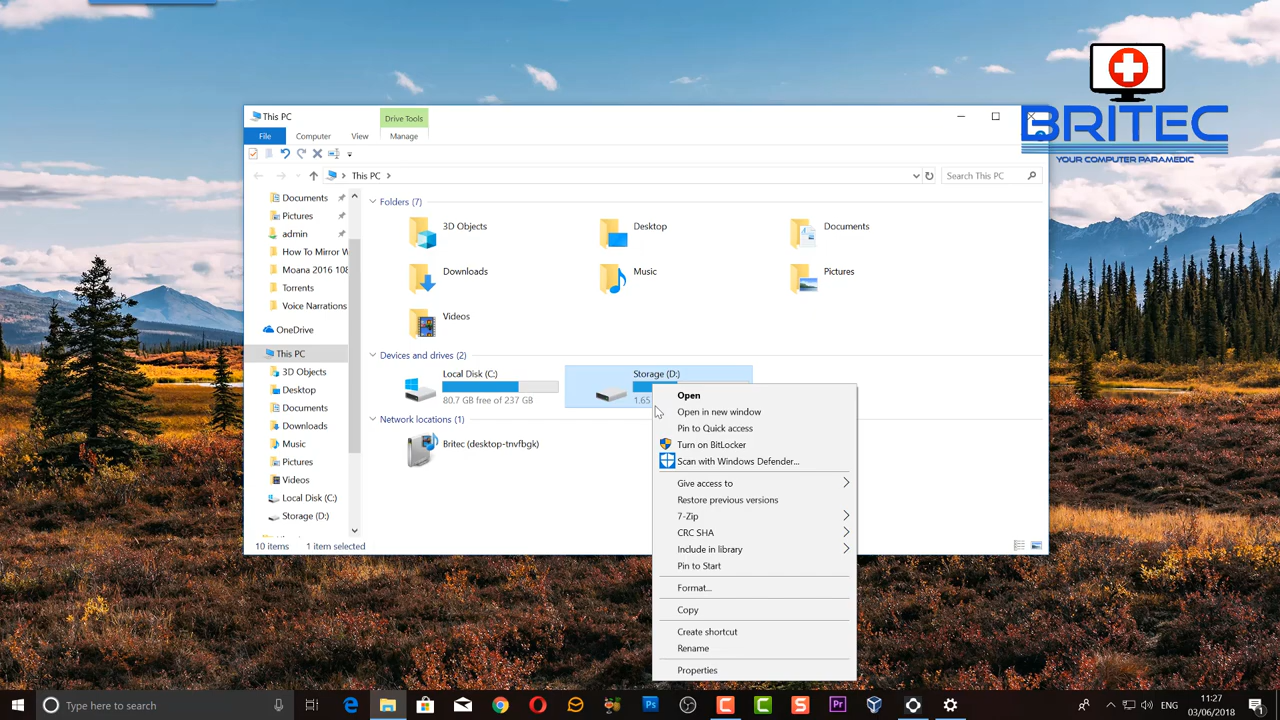 BRITEC
YOUR COMPUTER PARAMEDIC
This PC
Drive Tools
File
Computer
View
Manage
This PC
Search This PC
Documents
Pictures
admin
How To Mirror W
Moana 2016 108
Torrents
Voice Narrations
OneDrive
This PC
3D Objects
Desktop
Documents
Downloads
Music
Pictures
Videos
Local Disk (C:)
Storage (D:)
Folders (7)
3D Objects
Desktop
Documents
Downloads
Music
Pictures
Videos
Devices and drives (2)
Local Disk (C:)
80.7 GB free of 237 GB
Storage (D:)
1.65
Network locations (1)
Britec (desktop-tnvfbgk)
Open
Open in new window
Pin to Quick access
Turn on BitLocker
Scan with Windows Defender...
Give access to
Restore previous versions
7-Zip
CRC SHA
Include in library
Pin to Start
Format...
Copy
Create shortcut
Rename
Properties
10 items
1 item selected
Type here to search
Ps
Pr
ENG
11:27
03/06/2018
1